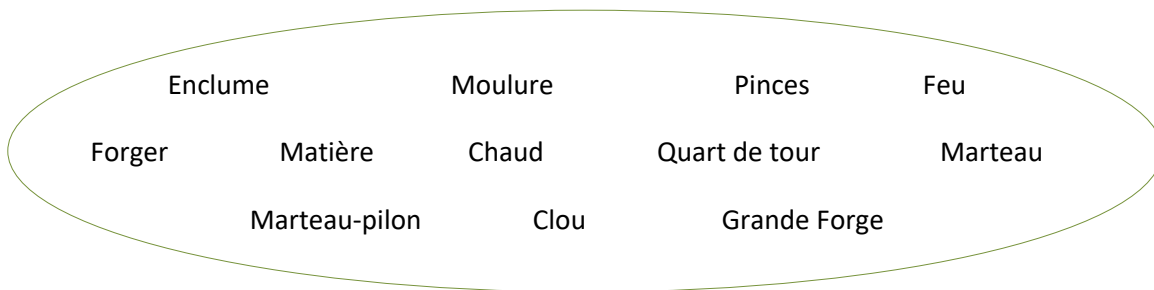 Enclume Moulure Pinces Feu
Forger Matière Chaud Quart de tour Marteau
Marteau-pilon Clou Grande Forge